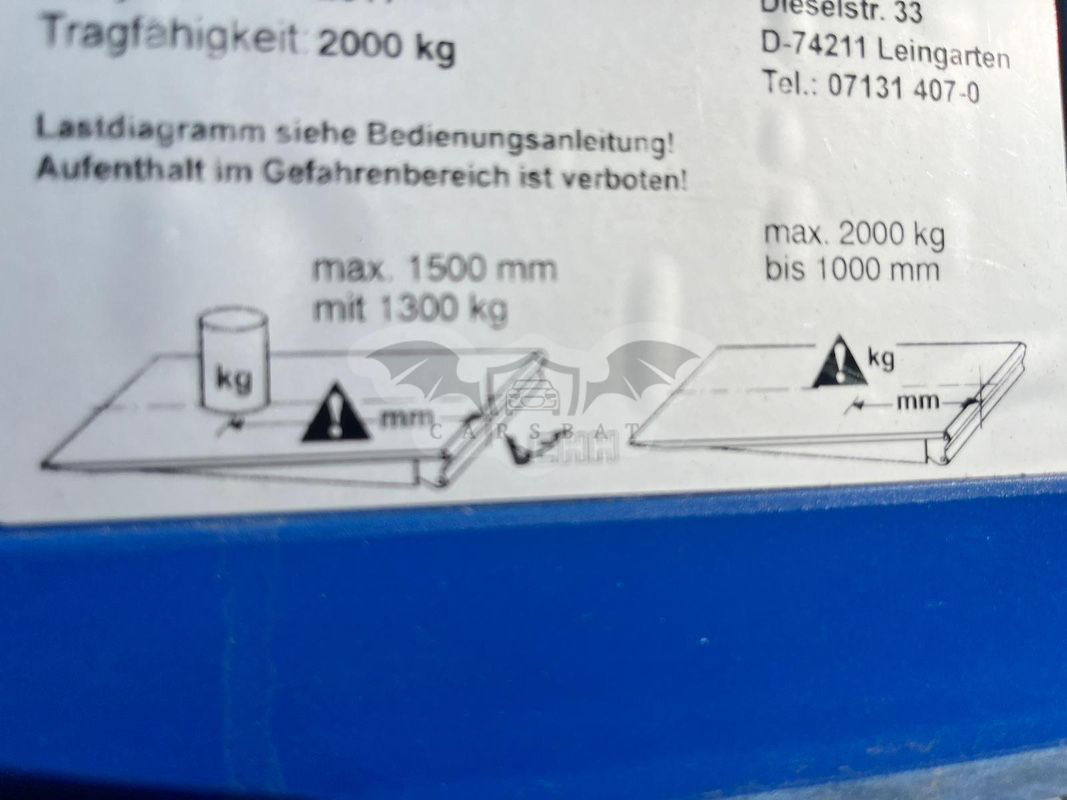 Tragfähigkeit: 2000 kg
Dieselstr. 33
D-74211 Leingarten
Tel.: 07131 407-0
Lastdiagramm siehe Bedienungsanleitung!
Aufenthalt im Gefahrenbereich ist verboten!
max. 1500 mm
mit 1300 kg
kg
mm
max. 2000 kg
bis 1000 mm
kg
mm
CARSBAT